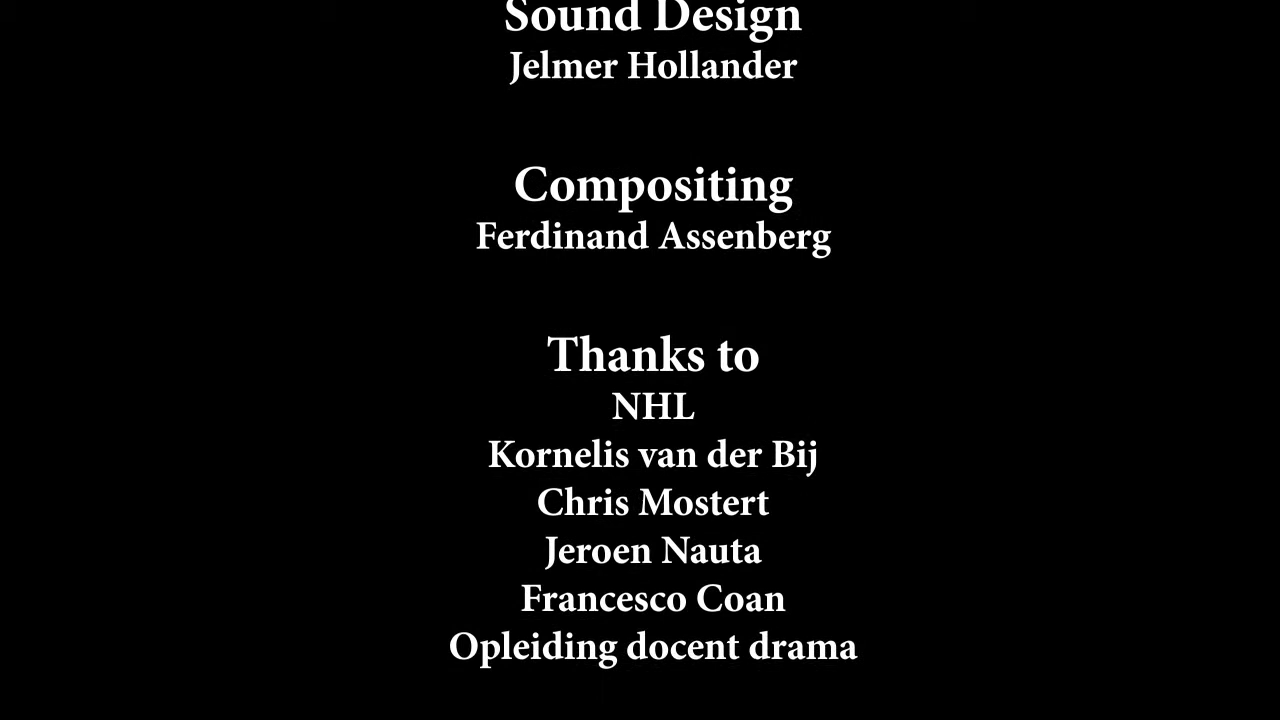 Sound Design
Jelmer Hollander
Compositing
Ferdinand Assenberg
Thanks to
NHL
Kornelis van der Bij
Chris Mostert
Jeroen Nauta
Francesco Coan
Opleiding docent drama